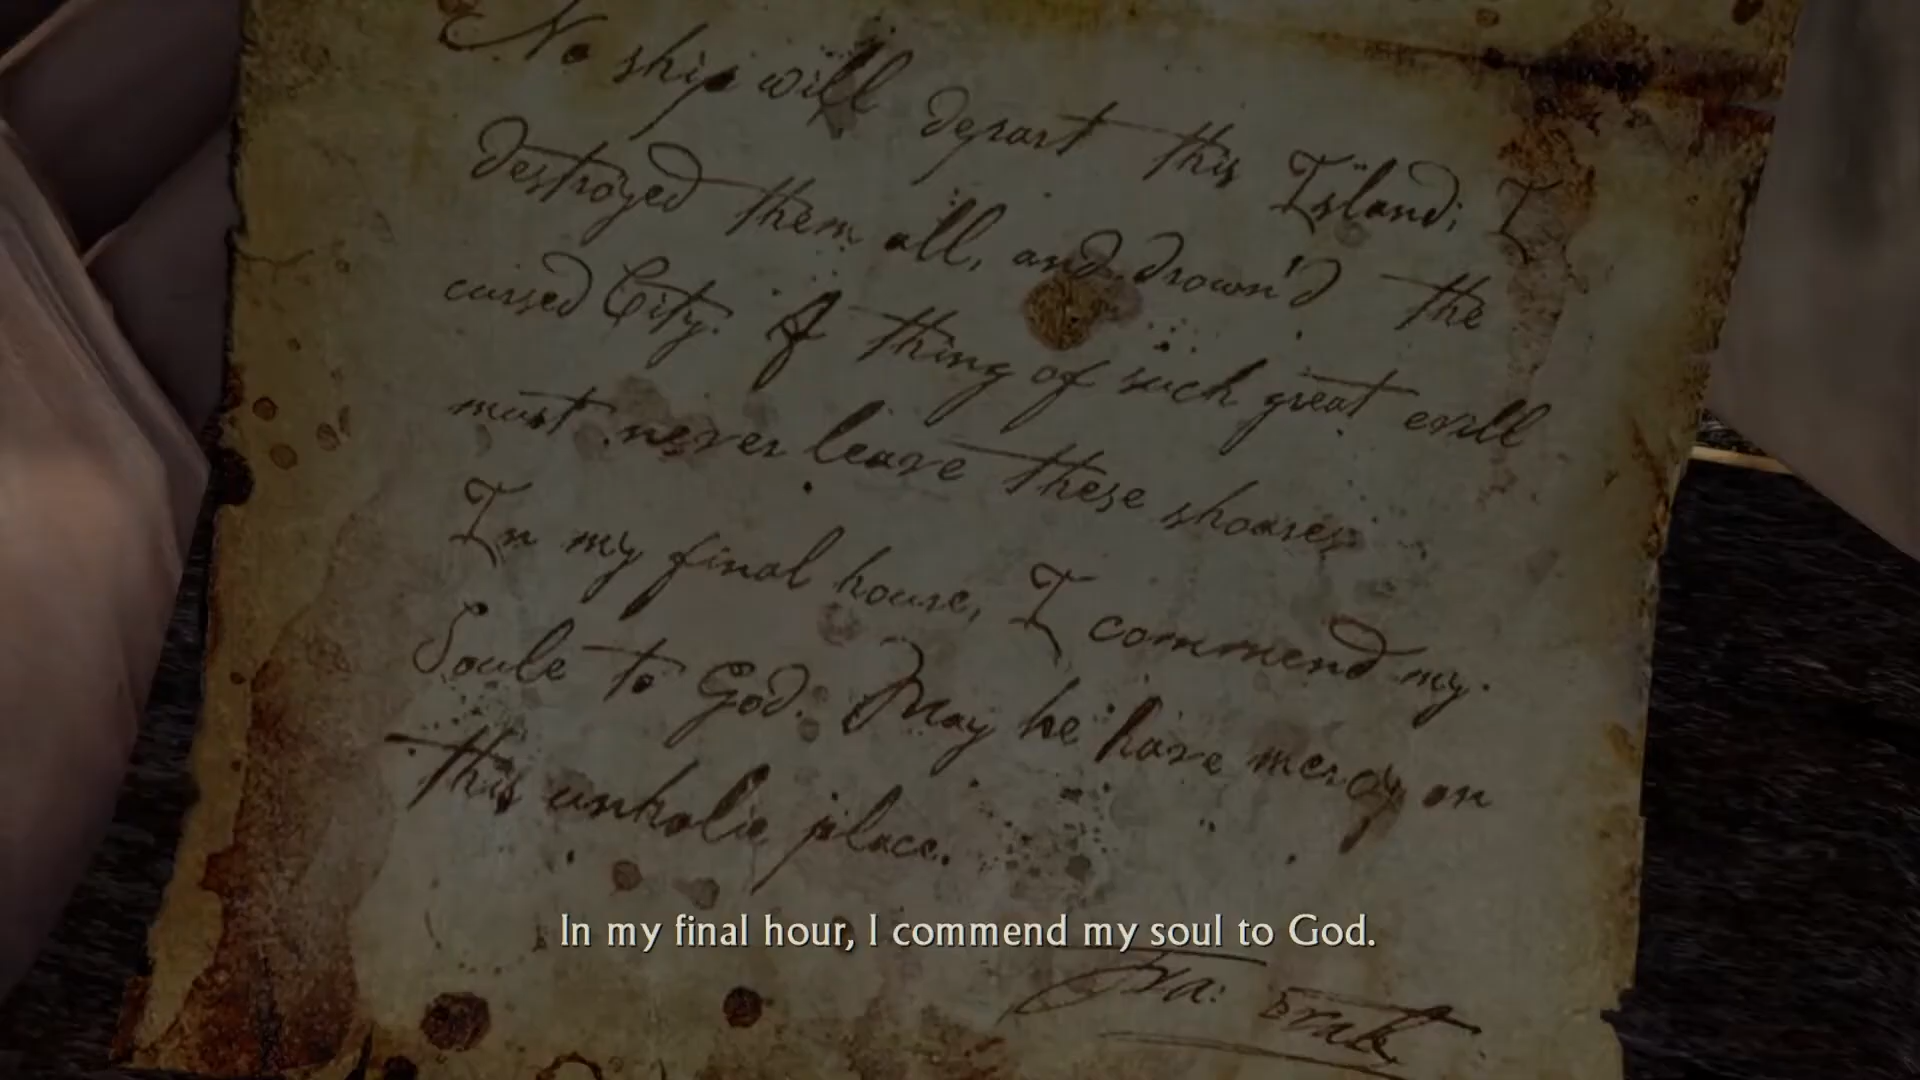 No ship will depart this Island; I
destroyed them all, and drown'd the
cursed City. A thing of such great evill
must never leave these shoares
In my final houre, I commend my
Soule to God. May he have mercy on
this unholie place.
In my final hour, I commend my soul to God.
Fra: Drake